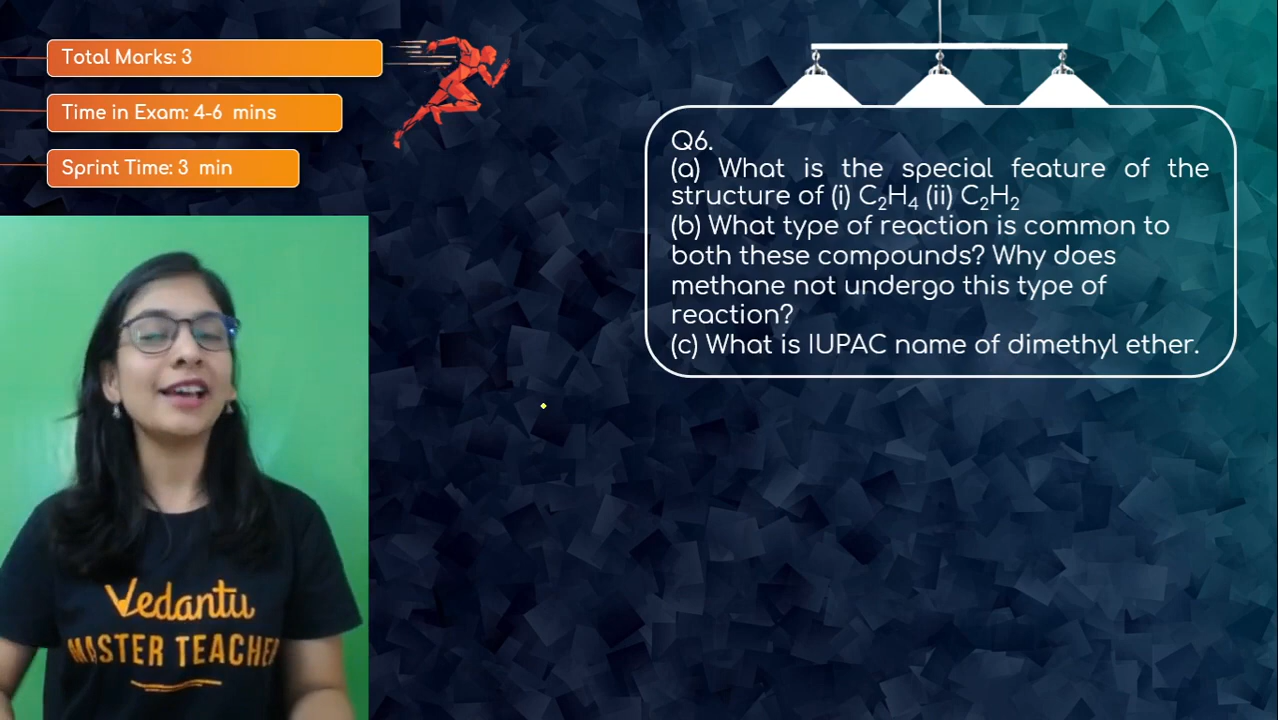 Total Marks: 3
Time in Exam: 4-6 mins
Sprint Time: 3 min
Q6.
(a) What is the special feature of the
structure of (i) C₂H₄ (ii) C₂H₂
(b) What type of reaction is common to
both these compounds? Why does
methane not undergo this type of
reaction?
(c) What is IUPAC name of dimethyl ether.
Vedantu
MASTER TEACHER